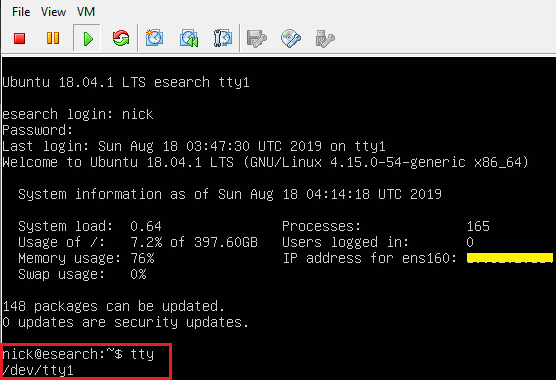 File View VM
Ubuntu 18.04.1 LTS esearch tty1
esearch login: nick
Password:
Last login: Sun Aug 18 03:47:30 UTC 2019 on tty1
Welcome to Ubuntu 18.04.1 LTS (GNU/Linux 4.15.0-54-generic x86_64)
System information as of Sun Aug 18 04:14:18 UTC 2019
System load: 0.64 Processes: 165
Usage of /: 7.2% of 397.60GB Users logged in: 0
Memory usage: 76% IP address for ens160:
Swap usage: 0%
148 packages can be updated.
0 updates are security updates.
nick@esearch:~$ tty
/dev/tty1